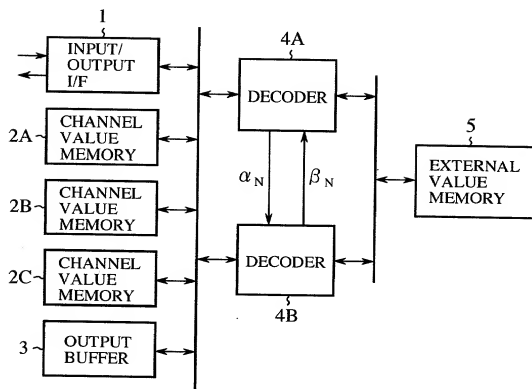 1
INPUT/
OUTPUT
I/F
2A
CHANNEL
VALUE
MEMORY
2B
CHANNEL
VALUE
MEMORY
2C
CHANNEL
VALUE
MEMORY
3
OUTPUT
BUFFER
4A
DECODER
αN
βN
DECODER
4B
5
EXTERNAL
VALUE
MEMORY